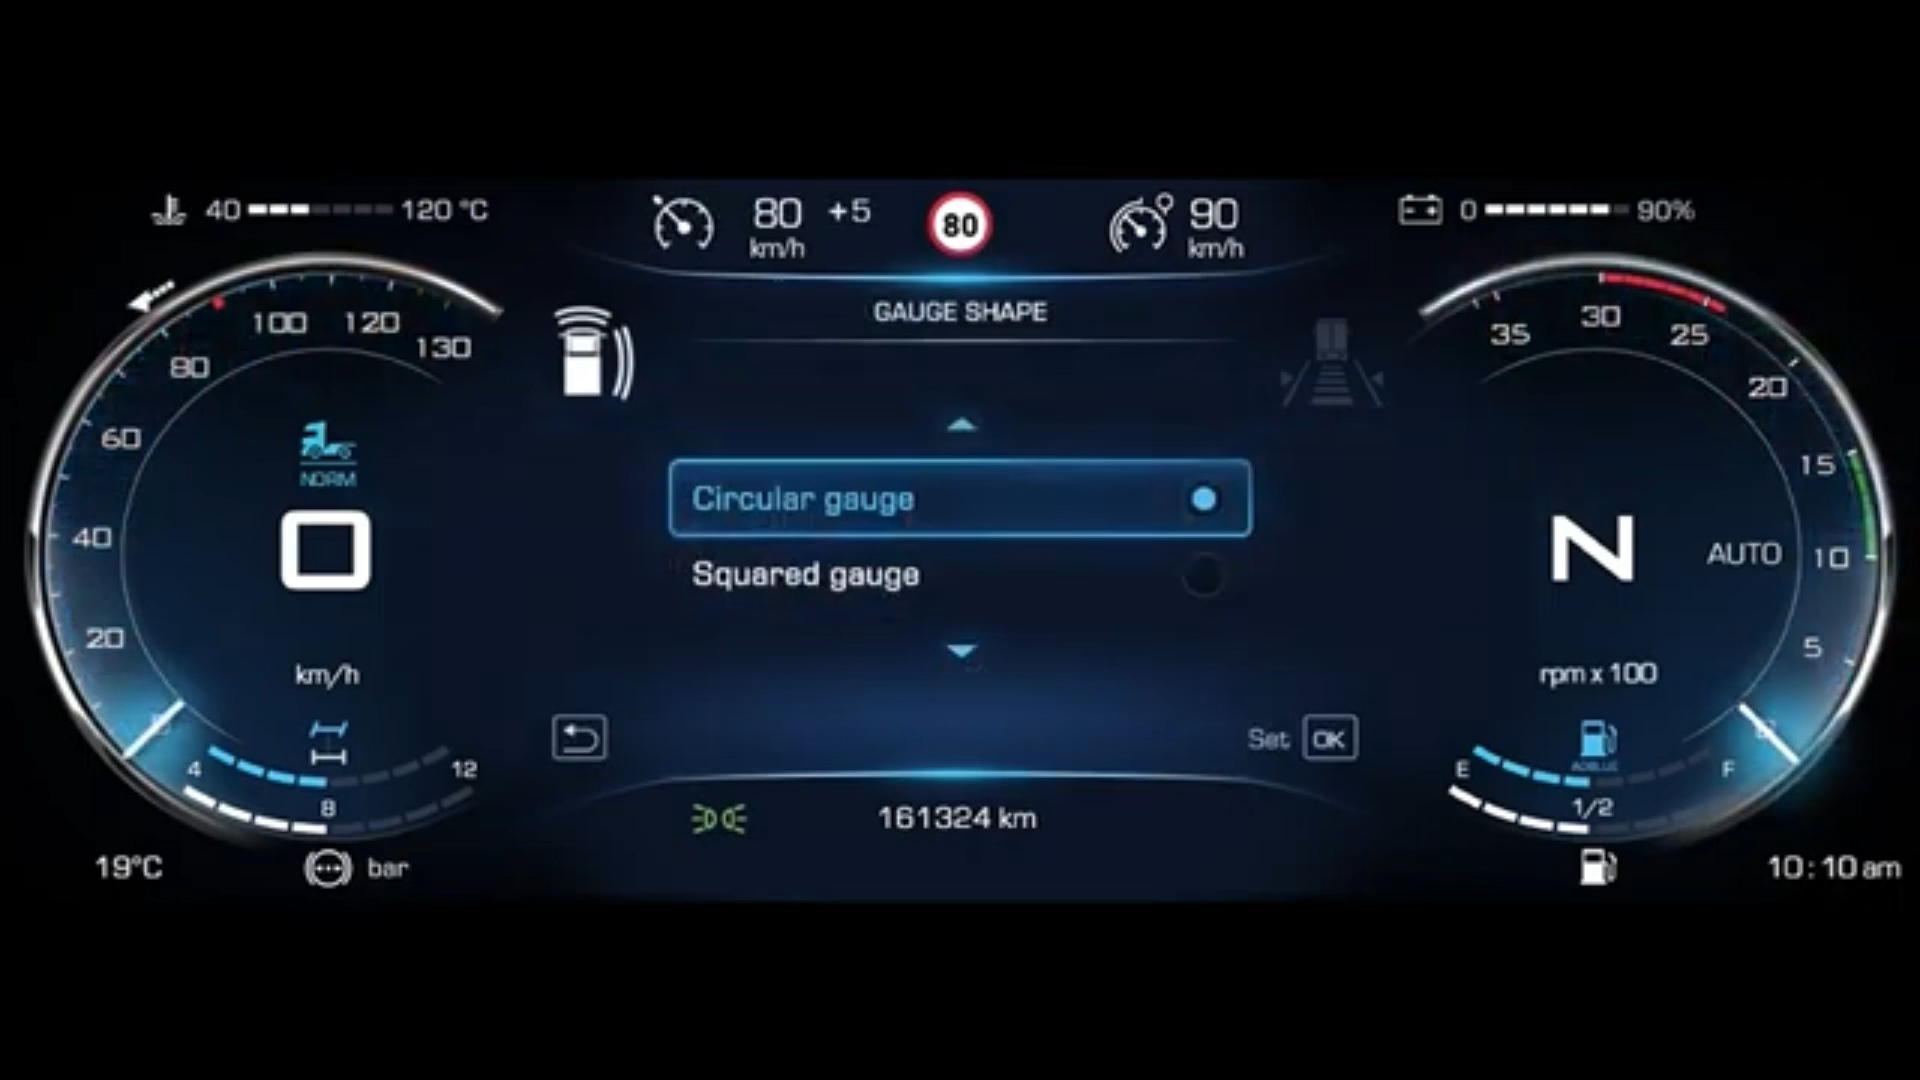 40 120 °C
80 +5
km/h
80
90
km/h
0 90%
GAUGE SHAPE
100 120
130
80
60
40
20
NORM
0
km/h
4 12
8
19°C
bar
Circular gauge
Squared gauge
Set OK
161324 km
35 30 25
20
15
10
5
N AUTO
rpm x 100
ADBLUE
E F
1/2
10:10 am